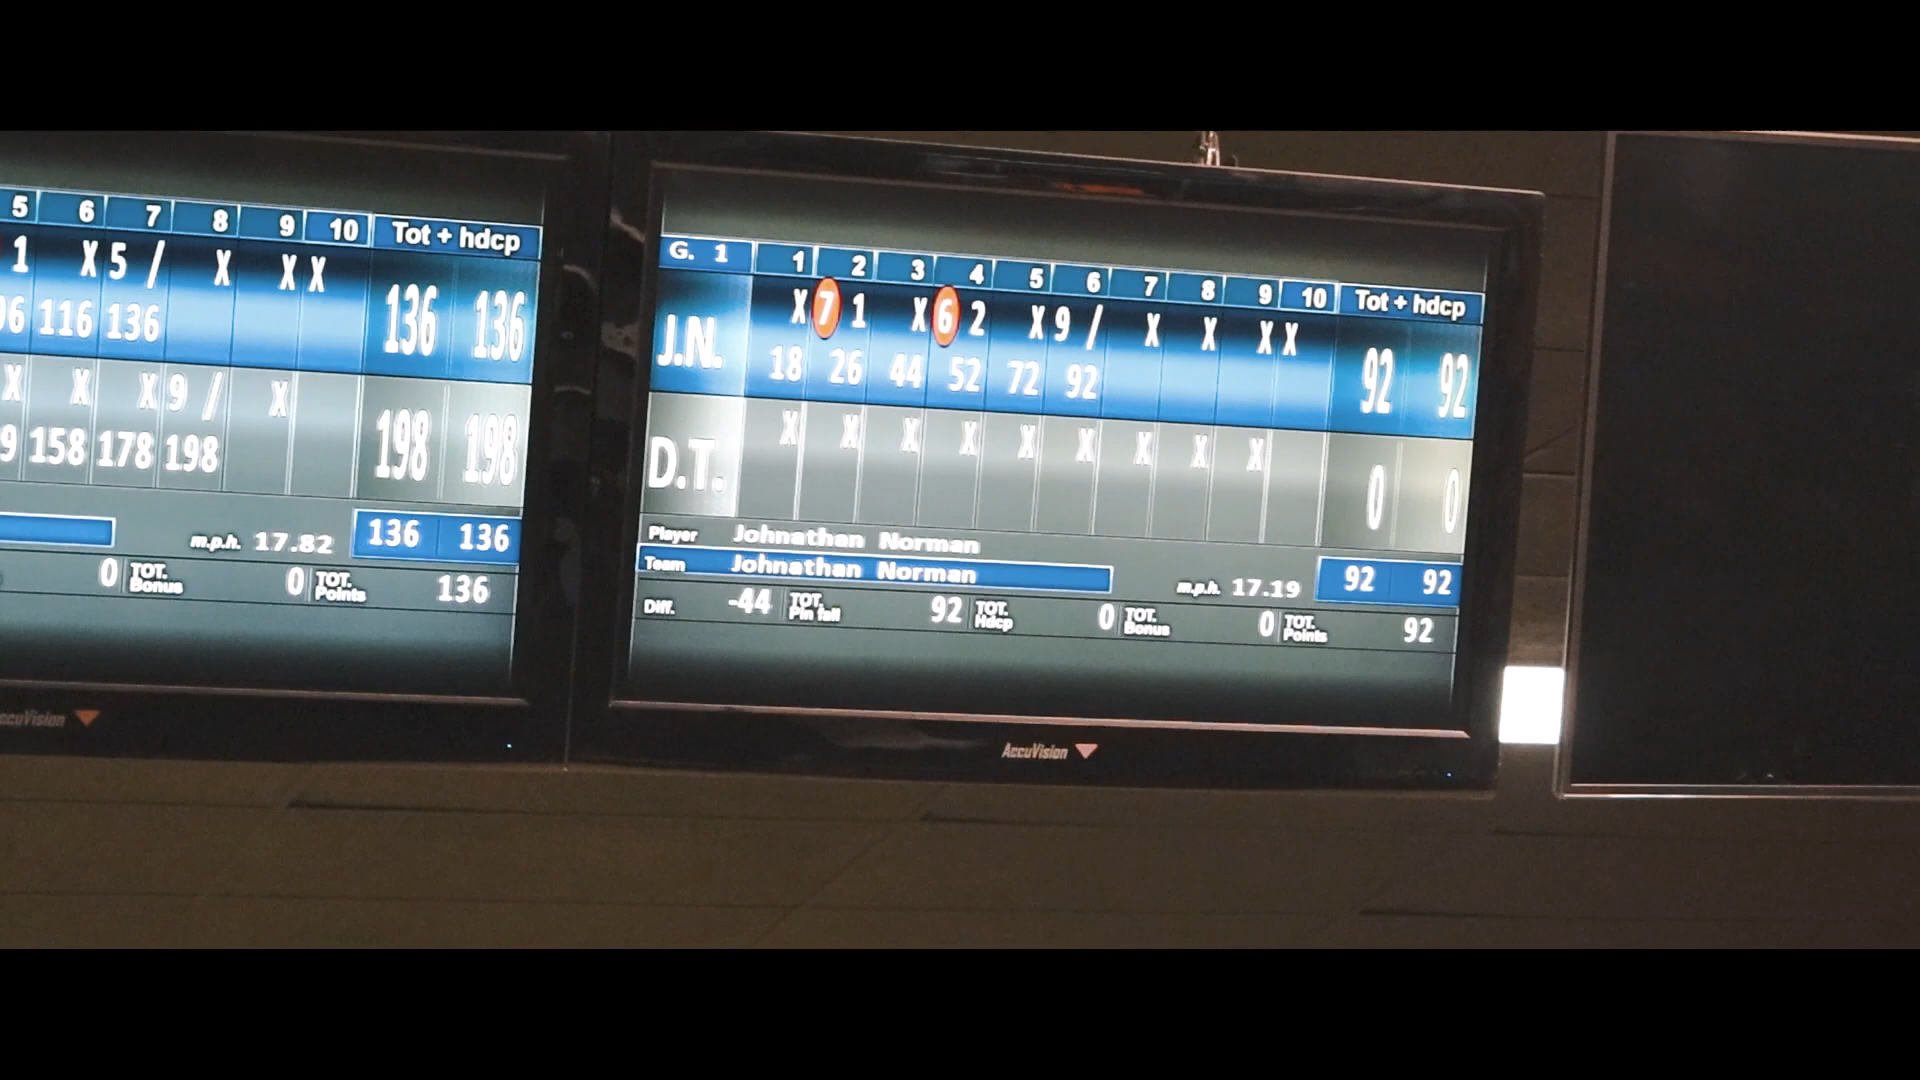 5 6 7 8 9 10 Tot + hdcp
1 X 5 / X X X
116 136 136 136
X X X 9 / X
158 178 198 198 198
m.p.h. 17.82 136 136
0 TOT. Bonus 0 TOT. Points 136
AccuVision
G. 1 1 2 3 4 5 6 7 8 9 10 Tot + hdcp
J.N. X 7 1 X 6 2 X 9 / X X X X
18 26 44 52 72 92 92 92
D.T. X X X X X X X X X
0 0
Player Johnathan Norman
Team Johnathan Norman m.p.h. 17.19 92 92
Diff. -44 TOT. Pin fall 92 TOT. Hdcp 0 TOT. Bonus 0 TOT. Points 92
AccuVision